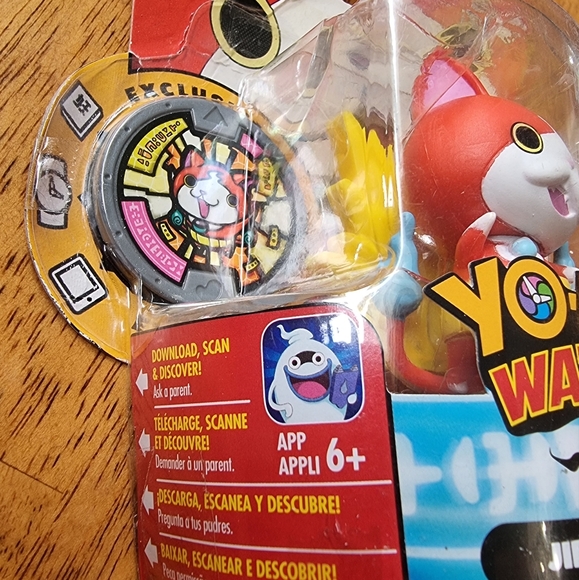 EXCLUS
YO-
WA
DOWNLOAD, SCAN
& DISCOVER!
Ask a parent.
TÉLÉCHARGE, SCANNE
ET DÉCOUVRE!
Demander à un parent.
¡DESCARGA, ESCANEA Y DESCUBRE!
Pregunta a tus padres.
BAIXAR, ESCANEAR E DESCOBRIR!
APP
APPLI 6+
JI